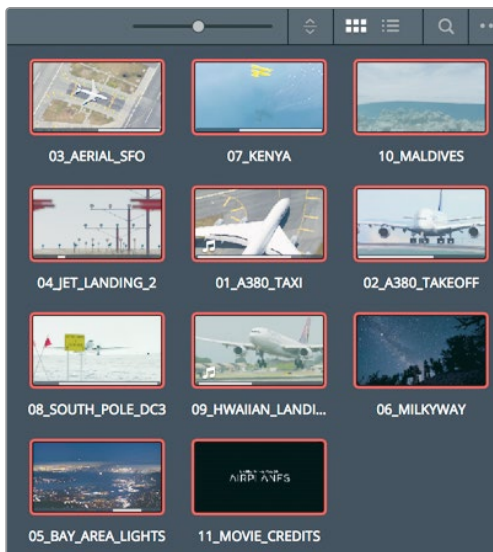 03_AERIAL_SFO
07_KENYA
10_MALDIVES
04_JET_LANDING_2
01_A380_TAXI
02_A380_TAKEOFF
08_SOUTH_POLE_DC3
09_HWAIIAN_LANDI...
06_MILKYWAY
AIRPLANES
05_BAY_AREA_LIGHTS
11_MOVIE_CREDITS